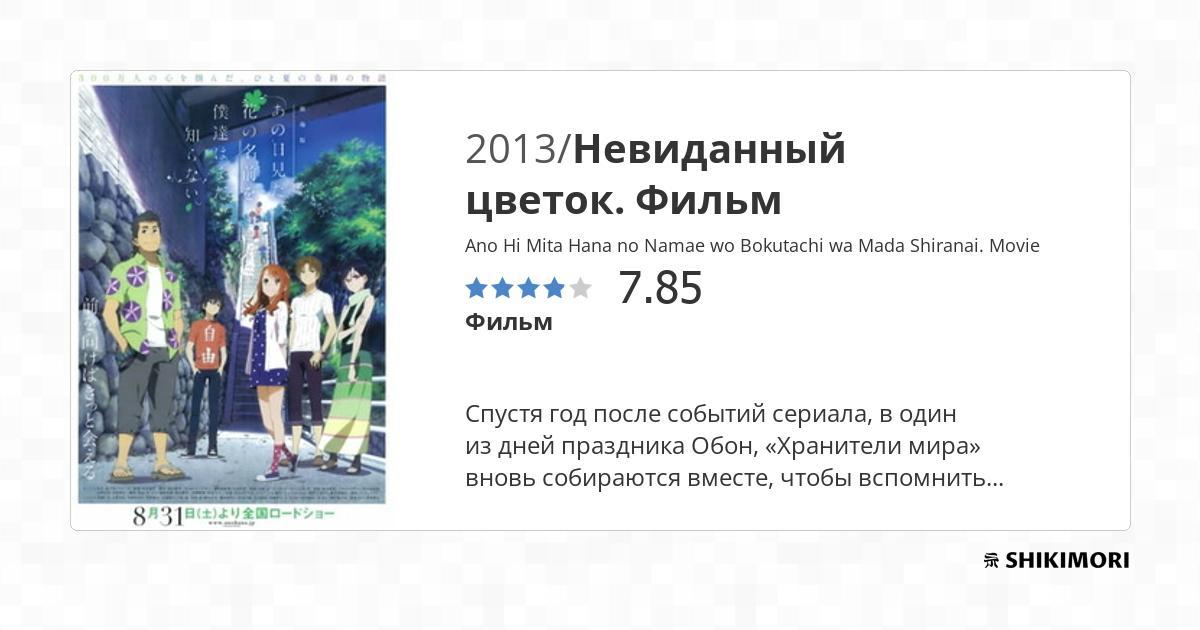 300万人の心を掴んだ、ひと夏の奇跡の物語
劇場版
あの日見た
花の名前を
僕達はまだ
知らない。
前を向けばきっと会える
自由
8月31日(土)より全国ロードショー
www.anohana.jp
2013/Невиданный
цветок. Фильм
Ano Hi Mita Hana no Namae wo Bokutachi wa Mada Shiranai. Movie
7.85
Фильм
Спустя год после событий сериала, в один
из дней праздника Обон, «Хранители мира»
вновь собираются вместе, чтобы вспомнить...
SHIKIMORI